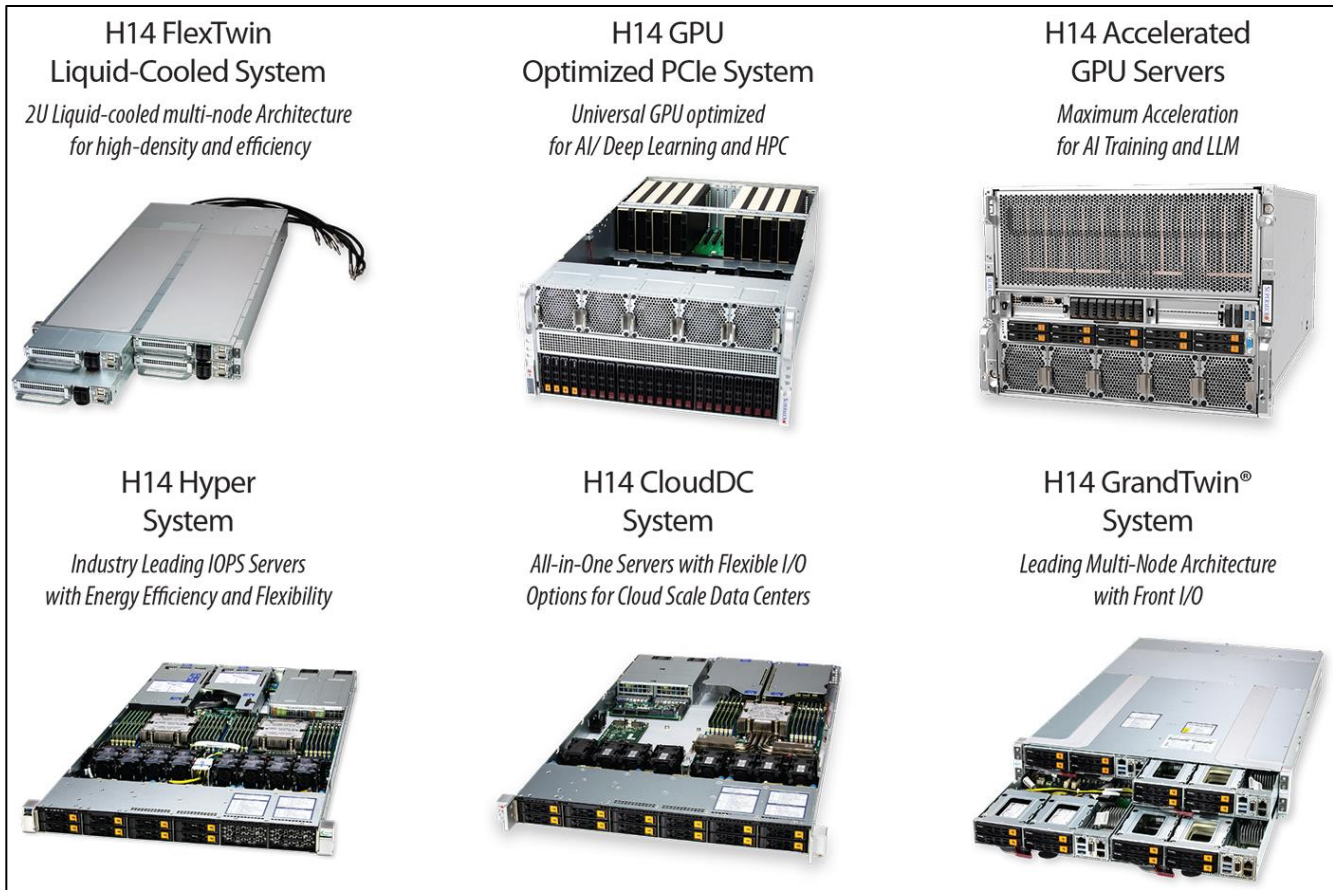 H14 FlexTwin
Liquid-Cooled System
2U Liquid-cooled multi-node Architecture
for high-density and efficiency
H14 GPU
Optimized PCIe System
Universal GPU optimized
for AI/ Deep Learning and HPC
H14 Accelerated
GPU Servers
Maximum Acceleration
for AI Training and LLM
H14 Hyper
System
Industry Leading IOPS Servers
with Energy Efficiency and Flexibility
H14 CloudDC
System
All-in-One Servers with Flexible I/O
Options for Cloud Scale Data Centers
H14 GrandTwin®
System
Leading Multi-Node Architecture
with Front I/O